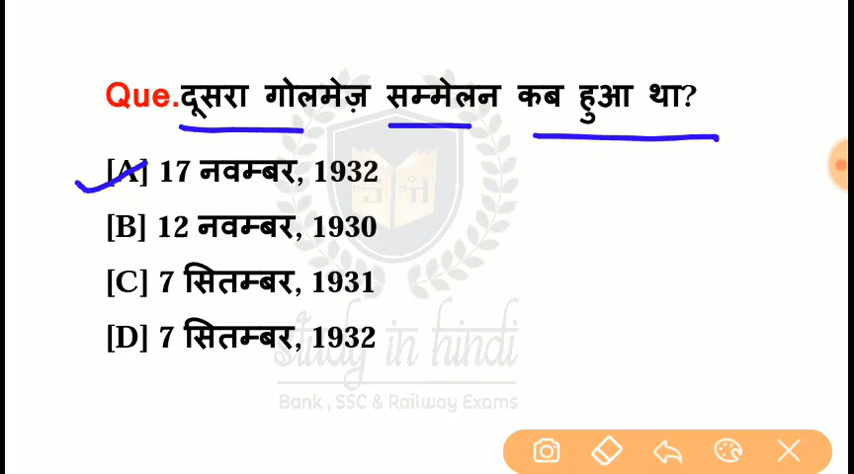 Que.दूसरा गोलमेज़ सम्मेलन कब हुआ था?
[A] 17 नवम्बर, 1932
[B] 12 नवम्बर, 1930
[C] 7 सितम्बर, 1931
[D] 7 सितम्बर, 1932
study in hindi
Bank , SSC & Railway Exams